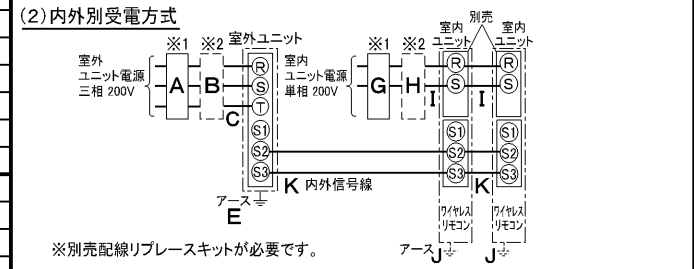 (2)内外別受電方式
※1 ※2 室外ユニット
室外
ユニット電源
三相 200V
A
B
C
R
S
T
S1
S2
S3
アース
E
※1 ※2
室内
ユニット電源
単相 200V
G
H
別売
室内
ユニット
室内
ユニット
R
S
I
R
S
I
S1
S2
S3
S1
S2
S3
K 内外信号線
K
ワイヤレス
リモコン
ワイヤレス
リモコン
アース J
J
※別売配線リプレースキットが必要です。